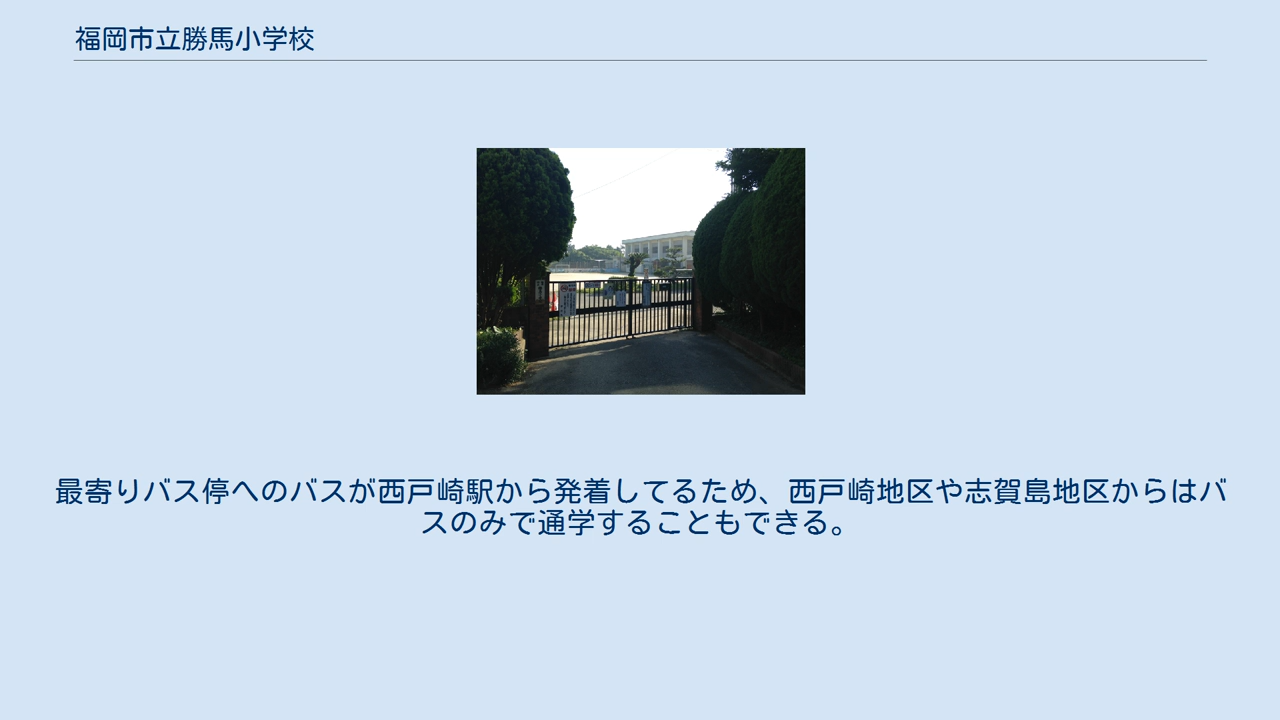 福岡市立勝馬小学校
最寄りバス停へのバスが西戸崎駅から発着してるため、西戸崎地区や志賀島地区からはバ
スのみで通学することもできる。